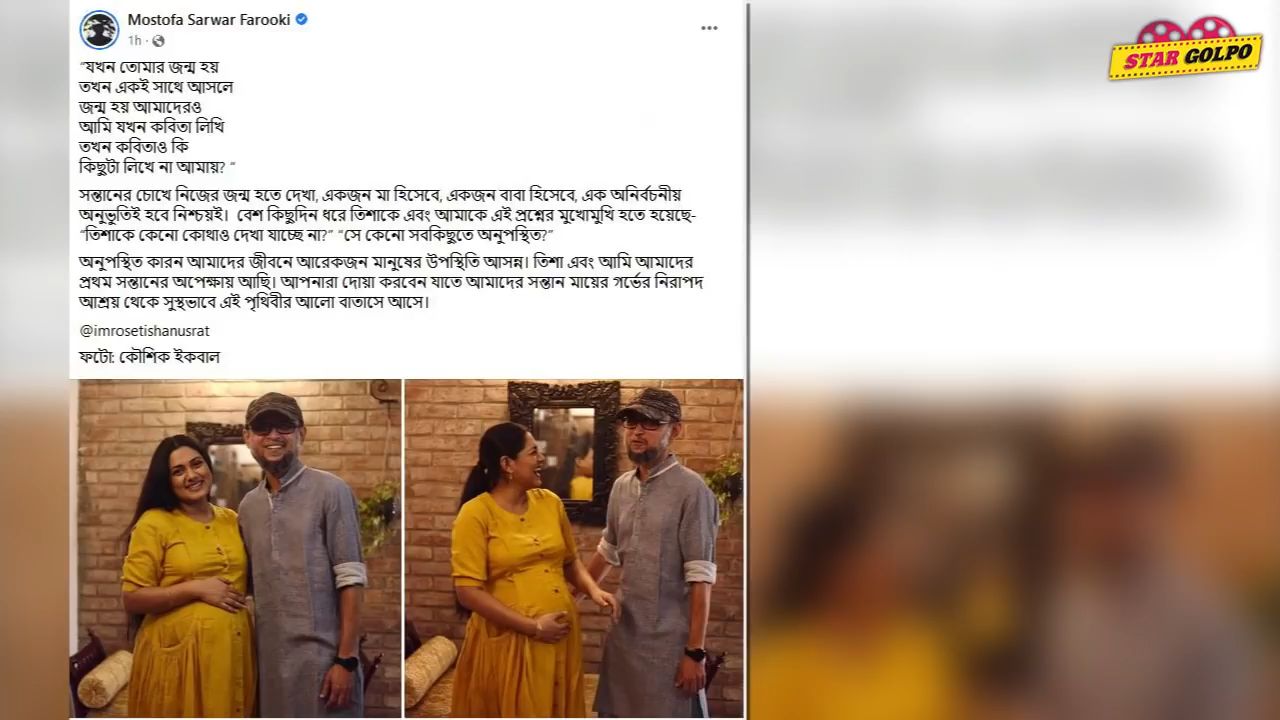 Mostofa Sarwar Farooki
1h ·
STAR GOLPO
"যখন তোমার জন্ম হয়
তখন একই সাথে আসলে
জন্ম হয় আমাদেরও
আমি যখন কবিতা লিখি
তখন কবিতাও কি
কিছুটা লিখে না আমায়? "
সন্তানের চোখে নিজের জন্ম হতে দেখা, একজন মা হিসেবে, একজন বাবা হিসেবে, এক অনির্বচনীয়
অনুভুতিই হবে নিশ্চয়ই। বেশ কিছুদিন ধরে তিশাকে এবং আমাকে এই প্রশ্নের মুখোমুখি হতে হয়েছে-
"তিশাকে কেনো কোথাও দেখা যাচ্ছে না?" "সে কেনো সবকিছুতে অনুপস্থিত?"
অনুপস্থিত কারন আমাদের জীবনে আরেকজন মানুষের উপস্থিতি আসন্ন। তিশা এবং আমি আমাদের
প্রথম সন্তানের অপেক্ষায় আছি। আপনারা দোয়া করবেন যাতে আমাদের সন্তান মায়ের গর্ভের নিরাপদ
আশ্রয় থেকে সুস্থভাবে এই পৃথিবীর আলো বাতাসে আসে।
@imrosetishanusrat
ফটো: কৌশিক ইকবাল